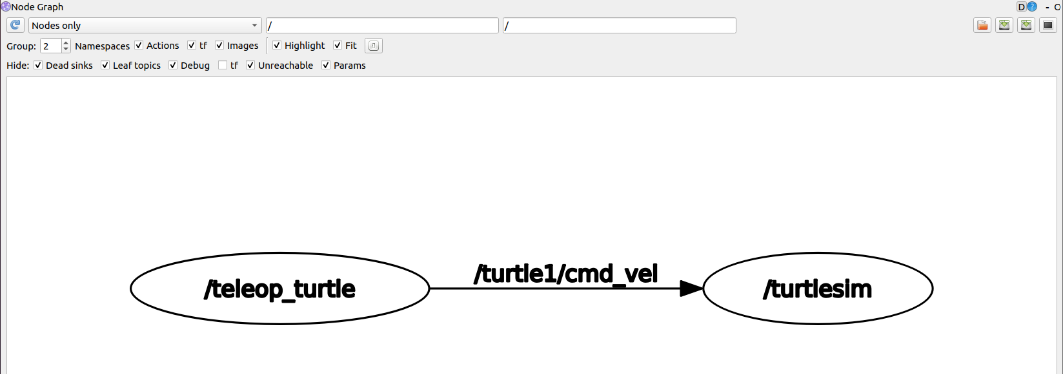 Node Graph D - O
Nodes only / /
Group: 2 Namespaces Actions tf Images Highlight Fit
Hide: Dead sinks Leaf topics Debug tf Unreachable Params
/teleop_turtle /turtle1/cmd_vel /turtlesim